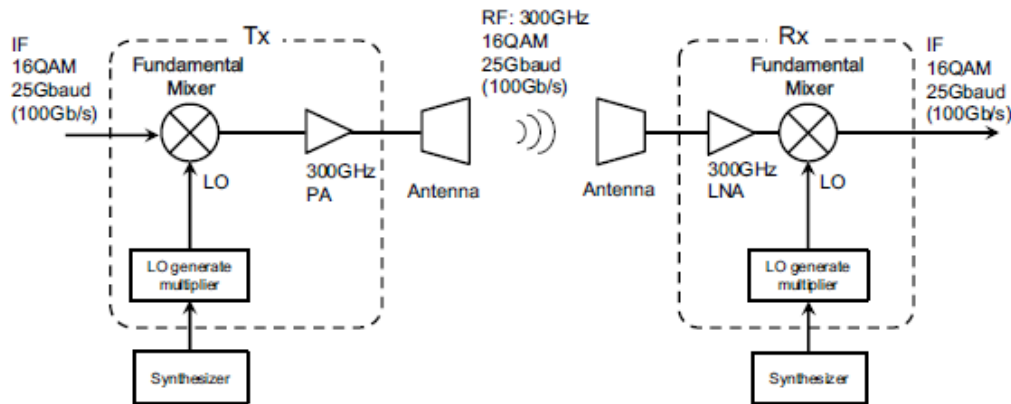 IF
16QAM
25Gbaud
(100Gb/s)
Tx
Fundamental
Mixer
LO
300GHz
PA
LO generate
multiplier
Synthesizer
Antenna
RF: 300GHz
16QAM
25Gbaud
(100Gb/s)
Antenna
Rx
Fundamental
Mixer
300GHz
LNA
LO
LO generate
multiplier
Synthesizer
IF
16QAM
25Gbaud
(100Gb/s)